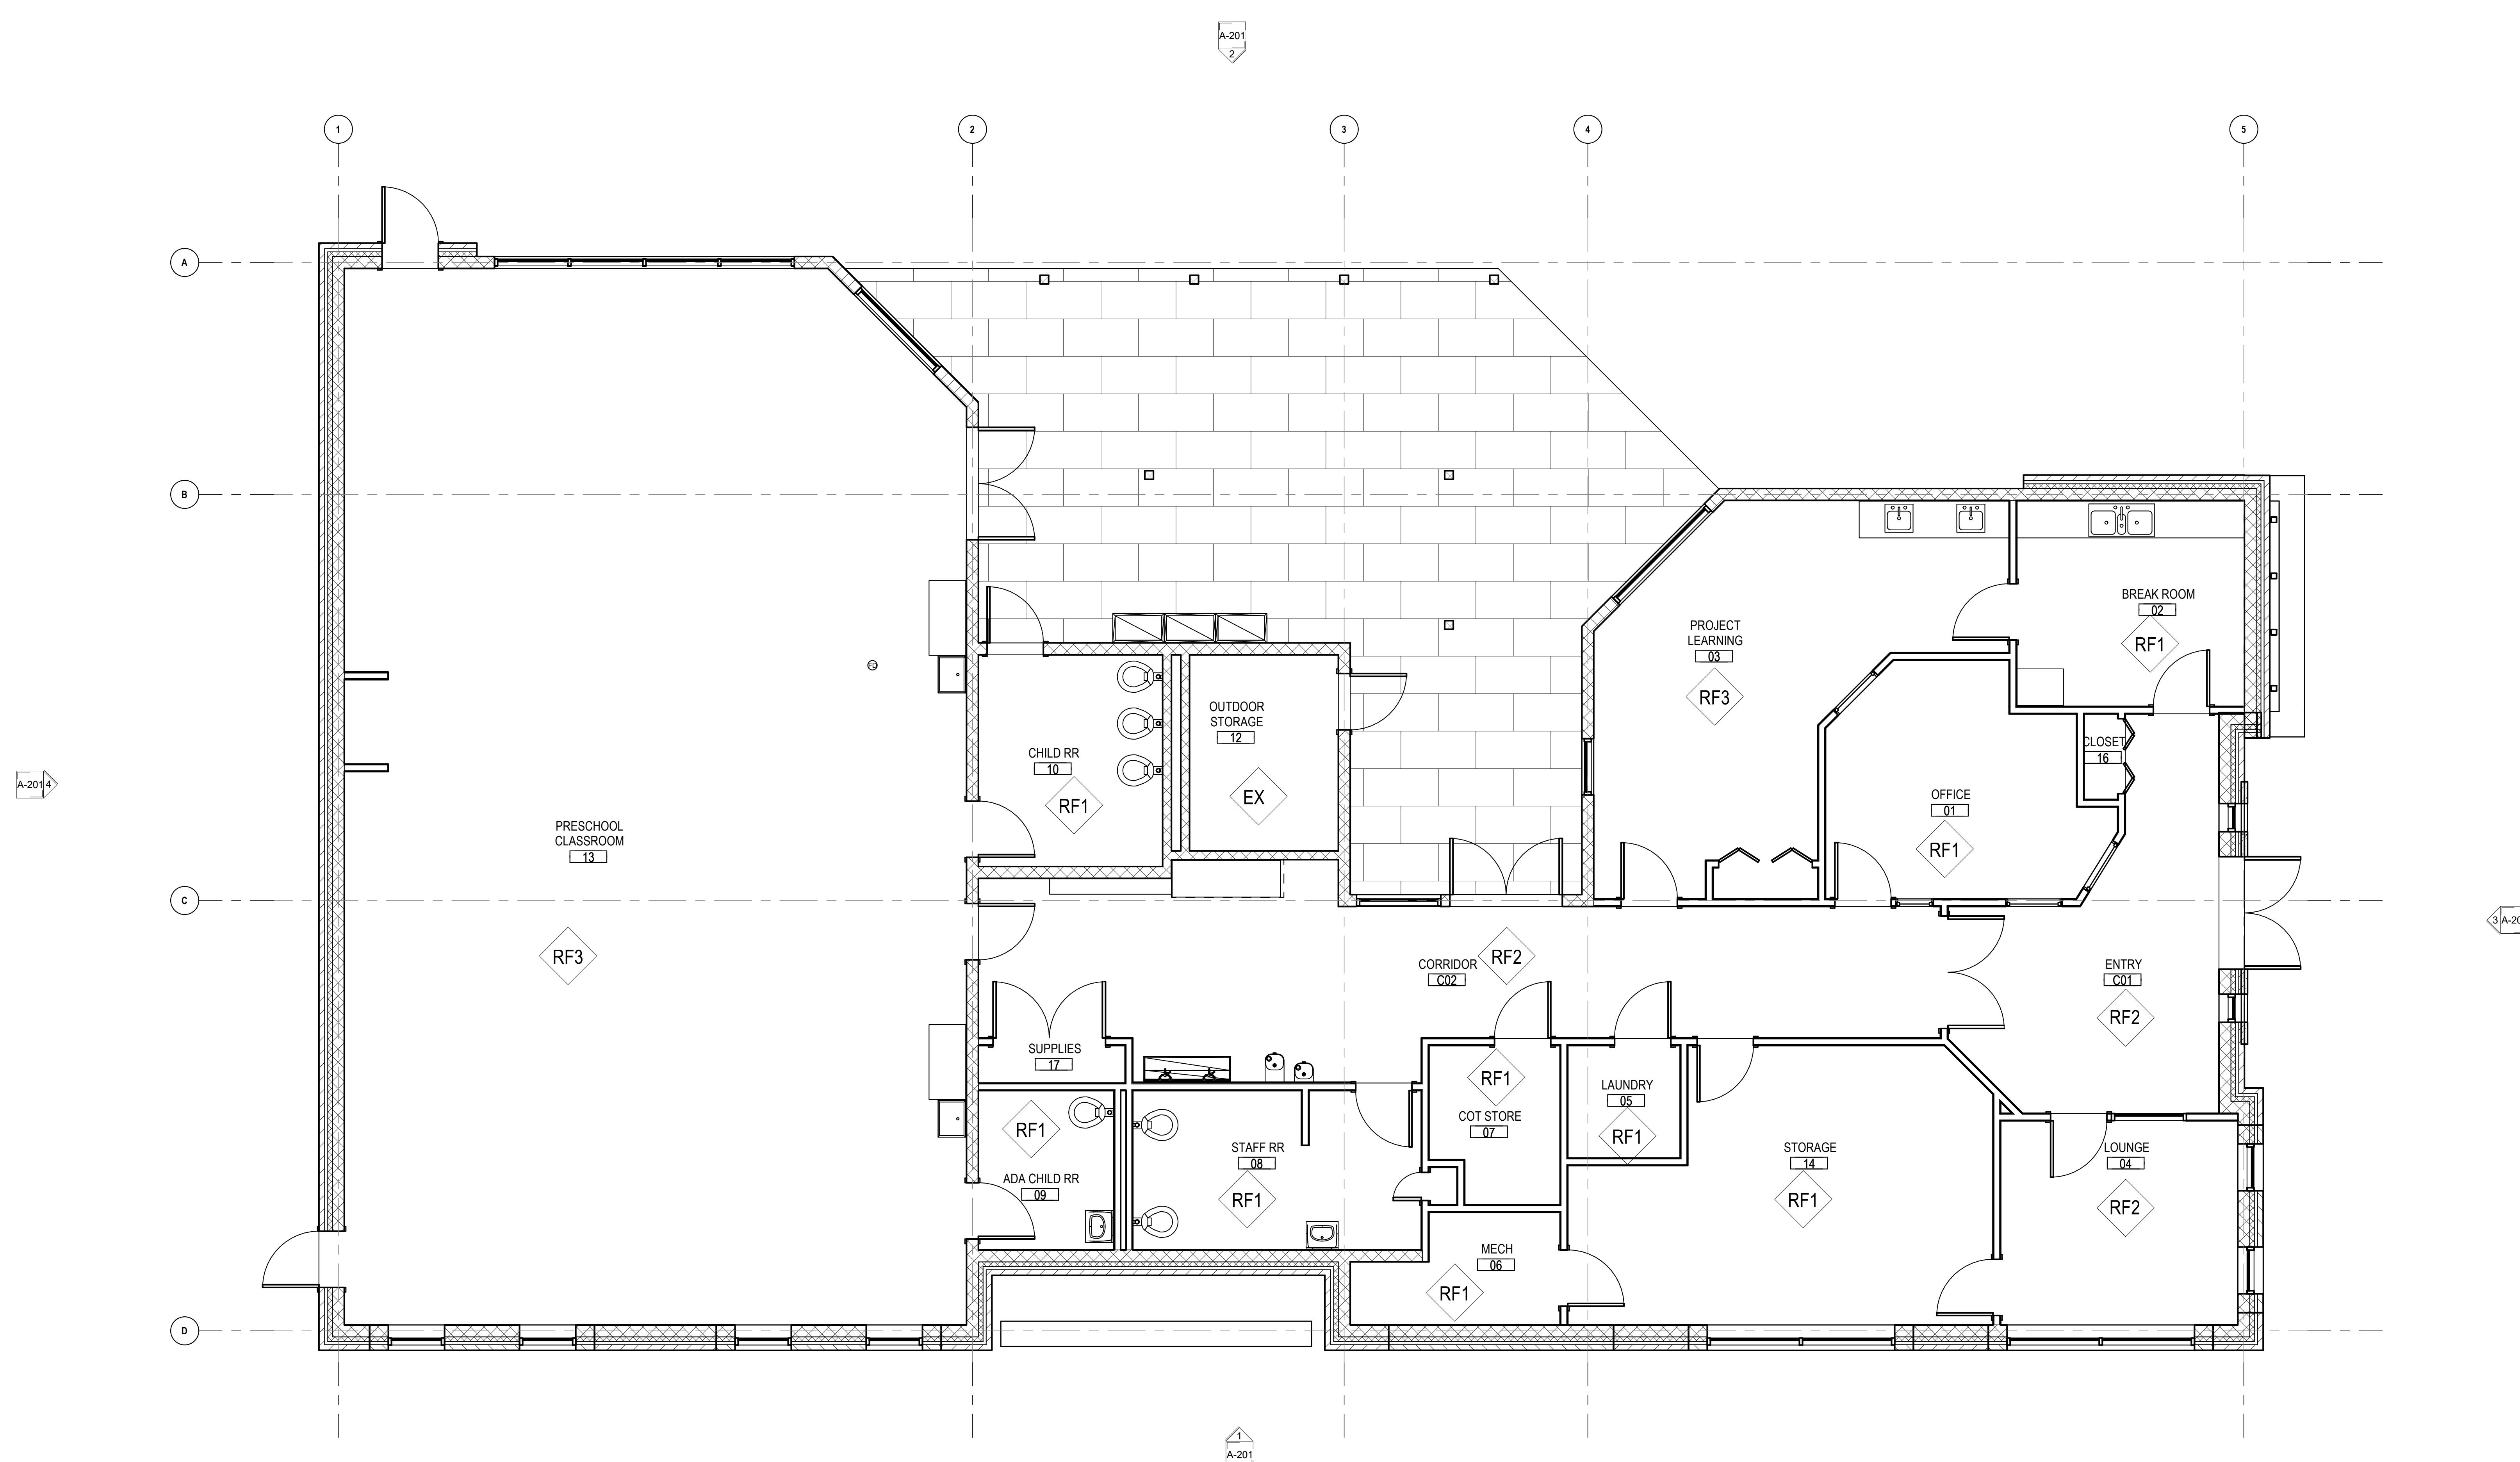 A-201
2
1
2
3
4
5
A
B
BREAK ROOM
02
PROJECT
LEARNING
03
RF1
FD
RF3
OUTDOOR
STORAGE
12
CLOSET
16
CHILD RR
10
A-201 4
OFFICE
01
EX
RF1
PRESCHOOL
CLASSROOM
13
RF1
C
3 A-20
RF3
RF2
CORRIDOR
C02
ENTRY
C01
RF2
SUPPLIES
17
RF1
LAUNDRY
05
COT STORE
07
RF1
RF1
STAFF RR
08
STORAGE
14
LOUNGE
04
ADA CHILD RR
09
RF1
RF1
RF2
MECH
06
RF1
D
1
A-201